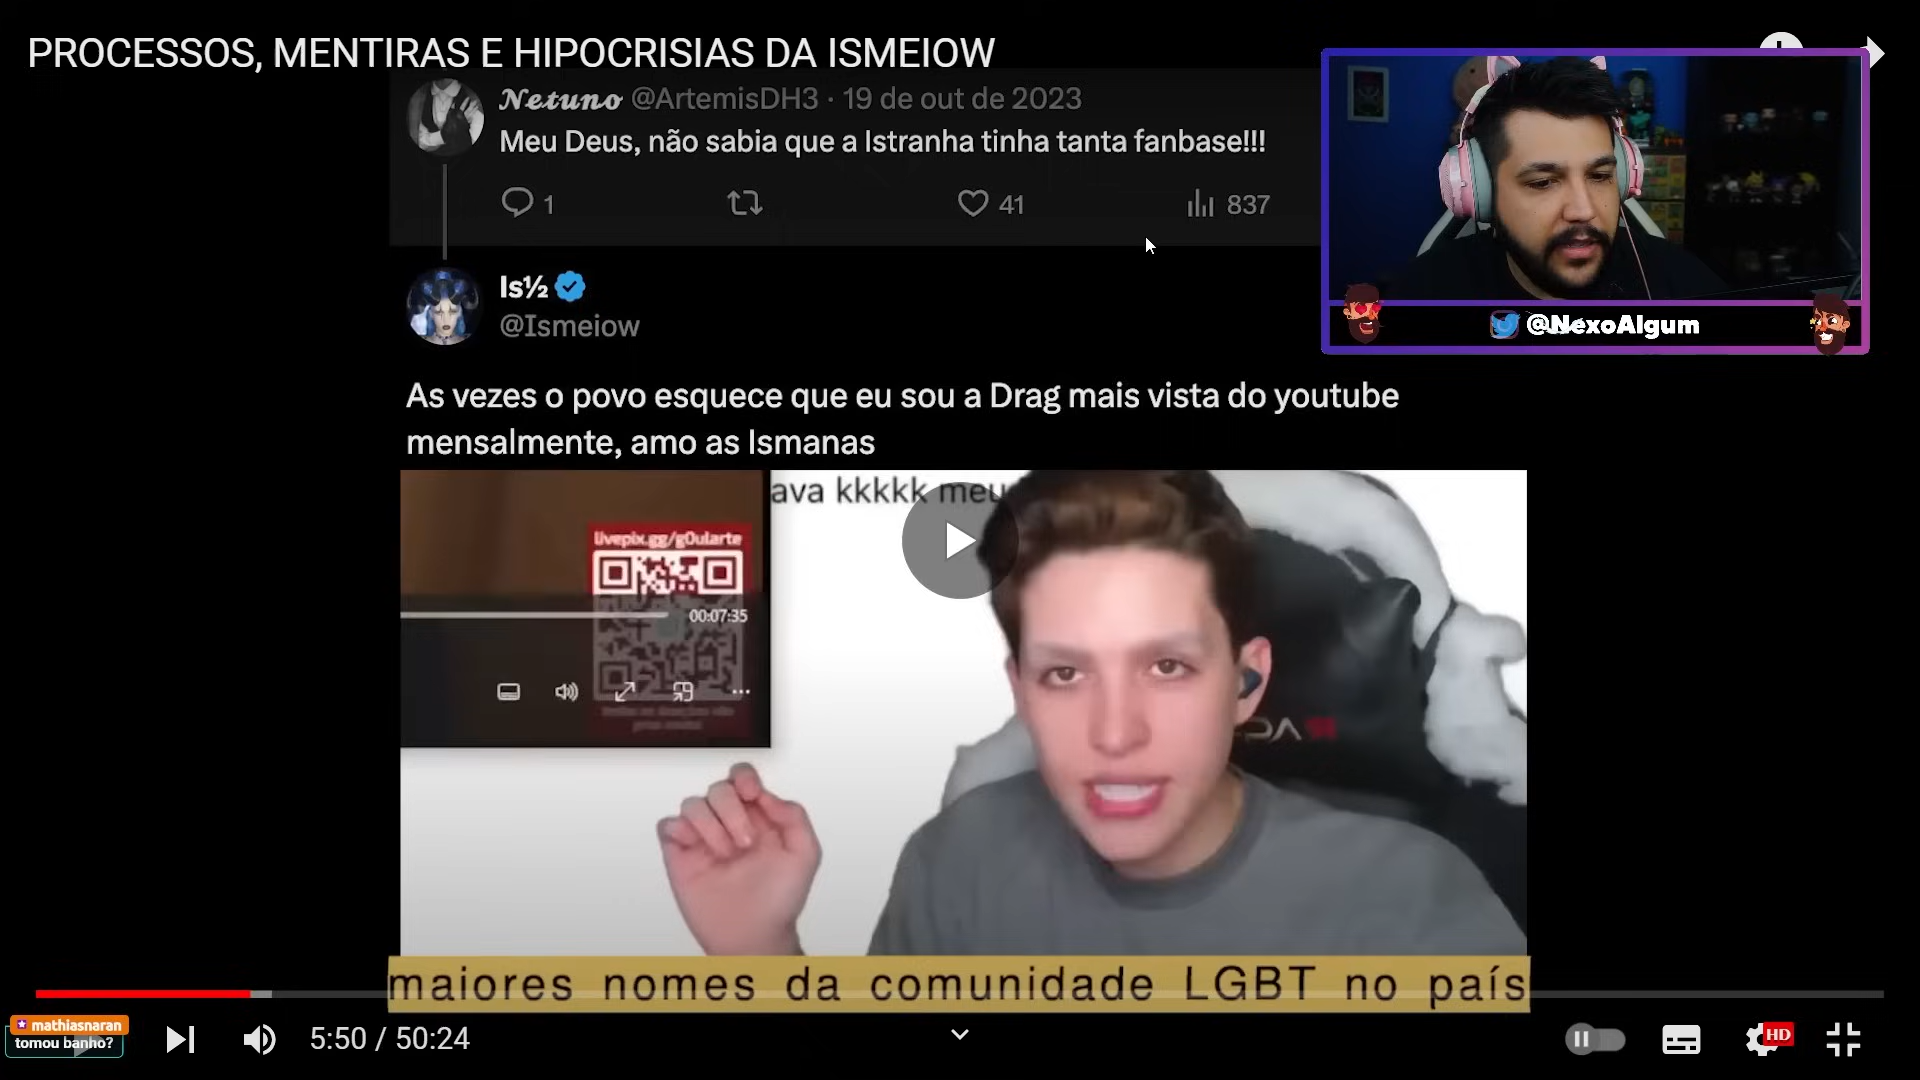 PROCESSOS, MENTIRAS E HIPOCRISIAS DA ISMEIOW
Netuno @ArtemisDH3 · 19 de out de 2023
Meu Deus, não sabia que a Istranha tinha tanta fanbase!!!
1 41 837
Is½
@Ismeiow
@NexoAlgum
As vezes o povo esquece que eu sou a Drag mais vista do youtube
mensalmente, amo as Ismanas
ava kkkkk meu
livepix.gg/g0ularte
00:07:35
maiores nomes da comunidade LGBT no país
mathiasnaran
tomou banho?
5:50 / 50:24
HD